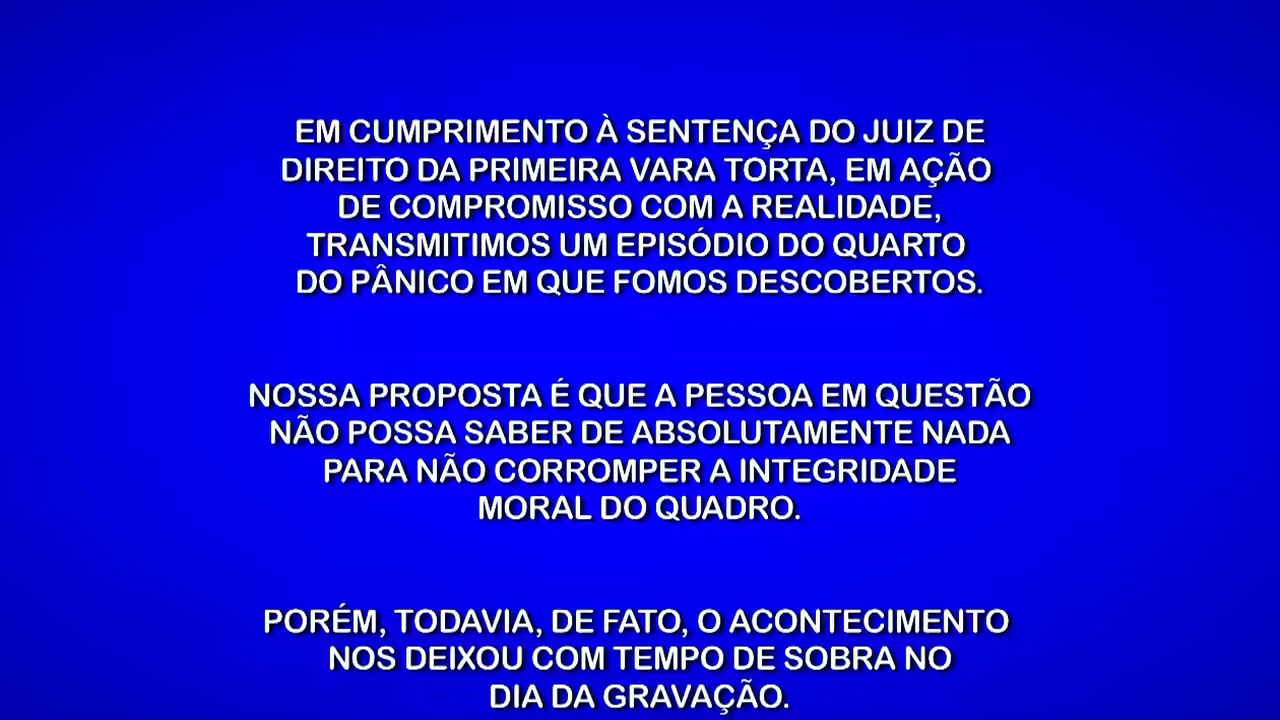 EM CUMPRIMENTO À SENTENÇA DO JUIZ DE
DIREITO DA PRIMEIRA VARA TORTA, EM AÇÃO
DE COMPROMISSO COM A REALIDADE,
TRANSMITIMOS UM EPISÓDIO DO QUARTO
DO PÂNICO EM QUE FOMOS DESCOBERTOS.
NOSSA PROPOSTA É QUE A PESSOA EM QUESTÃO
NÃO POSSA SABER DE ABSOLUTAMENTE NADA
PARA NÃO CORROMPER A INTEGRIDADE
MORAL DO QUADRO.
PORÉM, TODAVIA, DE FATO, O ACONTECIMENTO
NOS DEIXOU COM TEMPO DE SOBRA NO
DIA DA GRAVAÇÃO.